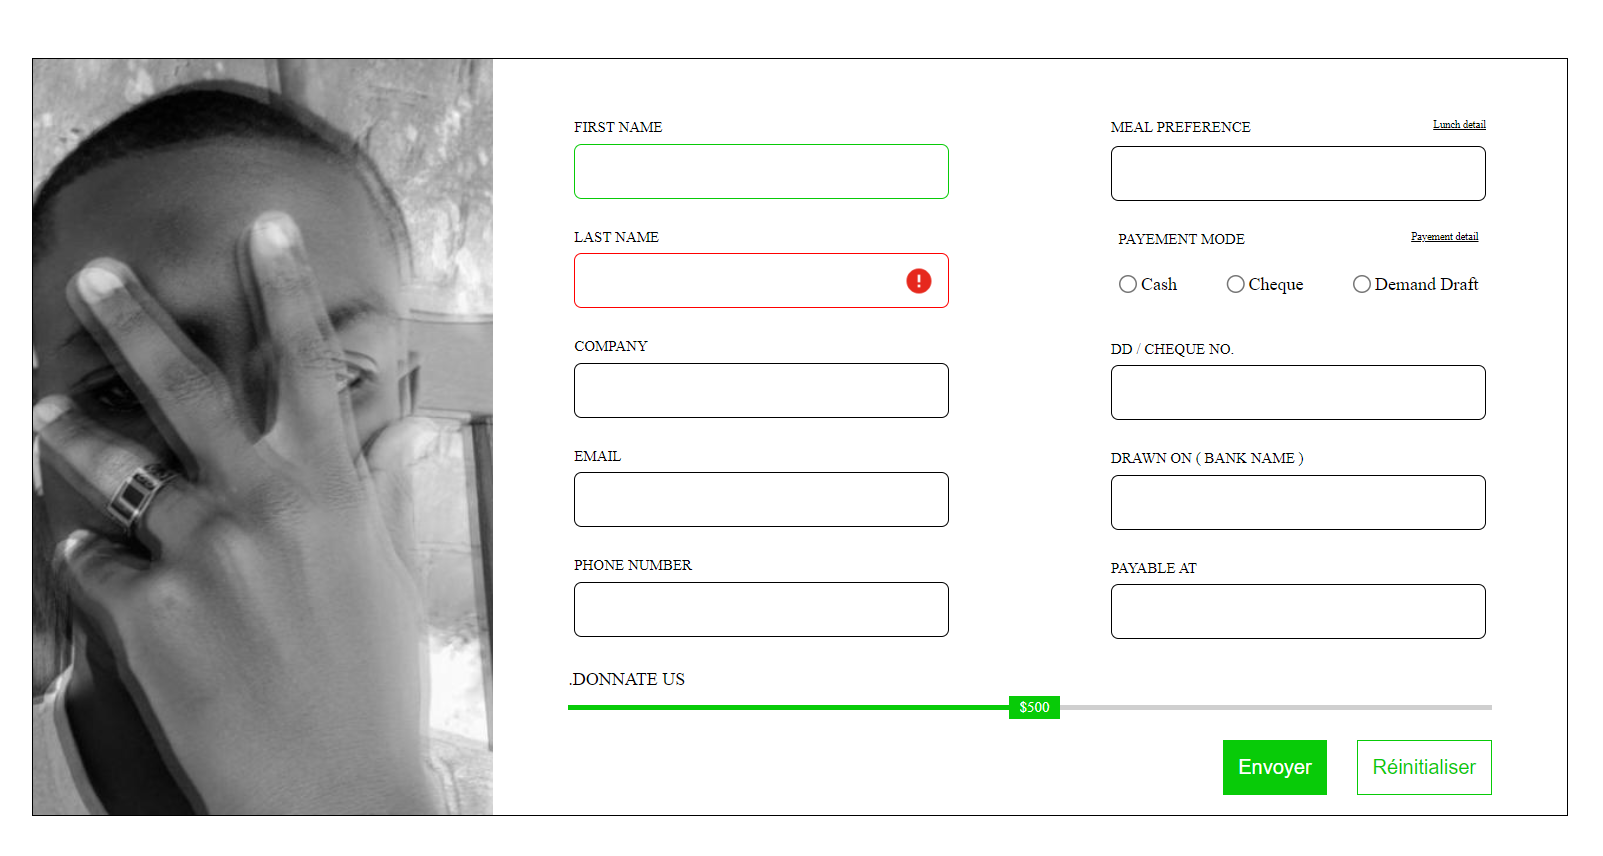 FIRST NAME
LAST NAME
COMPANY
EMAIL
PHONE NUMBER
MEAL PREFERENCE
Lunch detail
PAYEMENT MODE
Payement detail
Cash
Cheque
Demand Draft
DD / CHEQUE NO.
DRAWN ON ( BANK NAME )
PAYABLE AT
.DONNATE US
$500
Envoyer
Réinitialiser